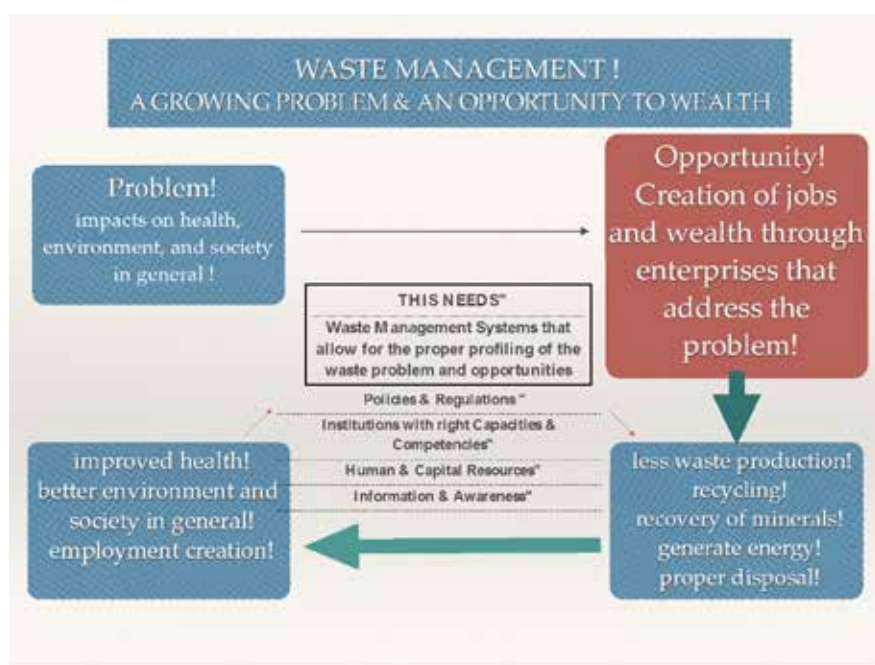 WASTE MANAGEMENT !
A GROWING PROBLEM & AN OPPORTUNITY TO WEALTH
Problem!
impacts on health,
environment, and society
in general !
Opportunity!
Creation of jobs
and wealth through
enterprises that
address the
problem!
THIS NEEDS"
Waste Management Systems that
allow for the proper profiling of the
waste problem and opportunities
Policies & Regulations "
Institutions with right Capacities &
Competencies"
Human & Capital Resources"
Information & Awareness"
improved health!
better environment and
society in general!
employment creation!
less waste production!
recycling!
recovery of minerals!
generate energy!
proper disposal!